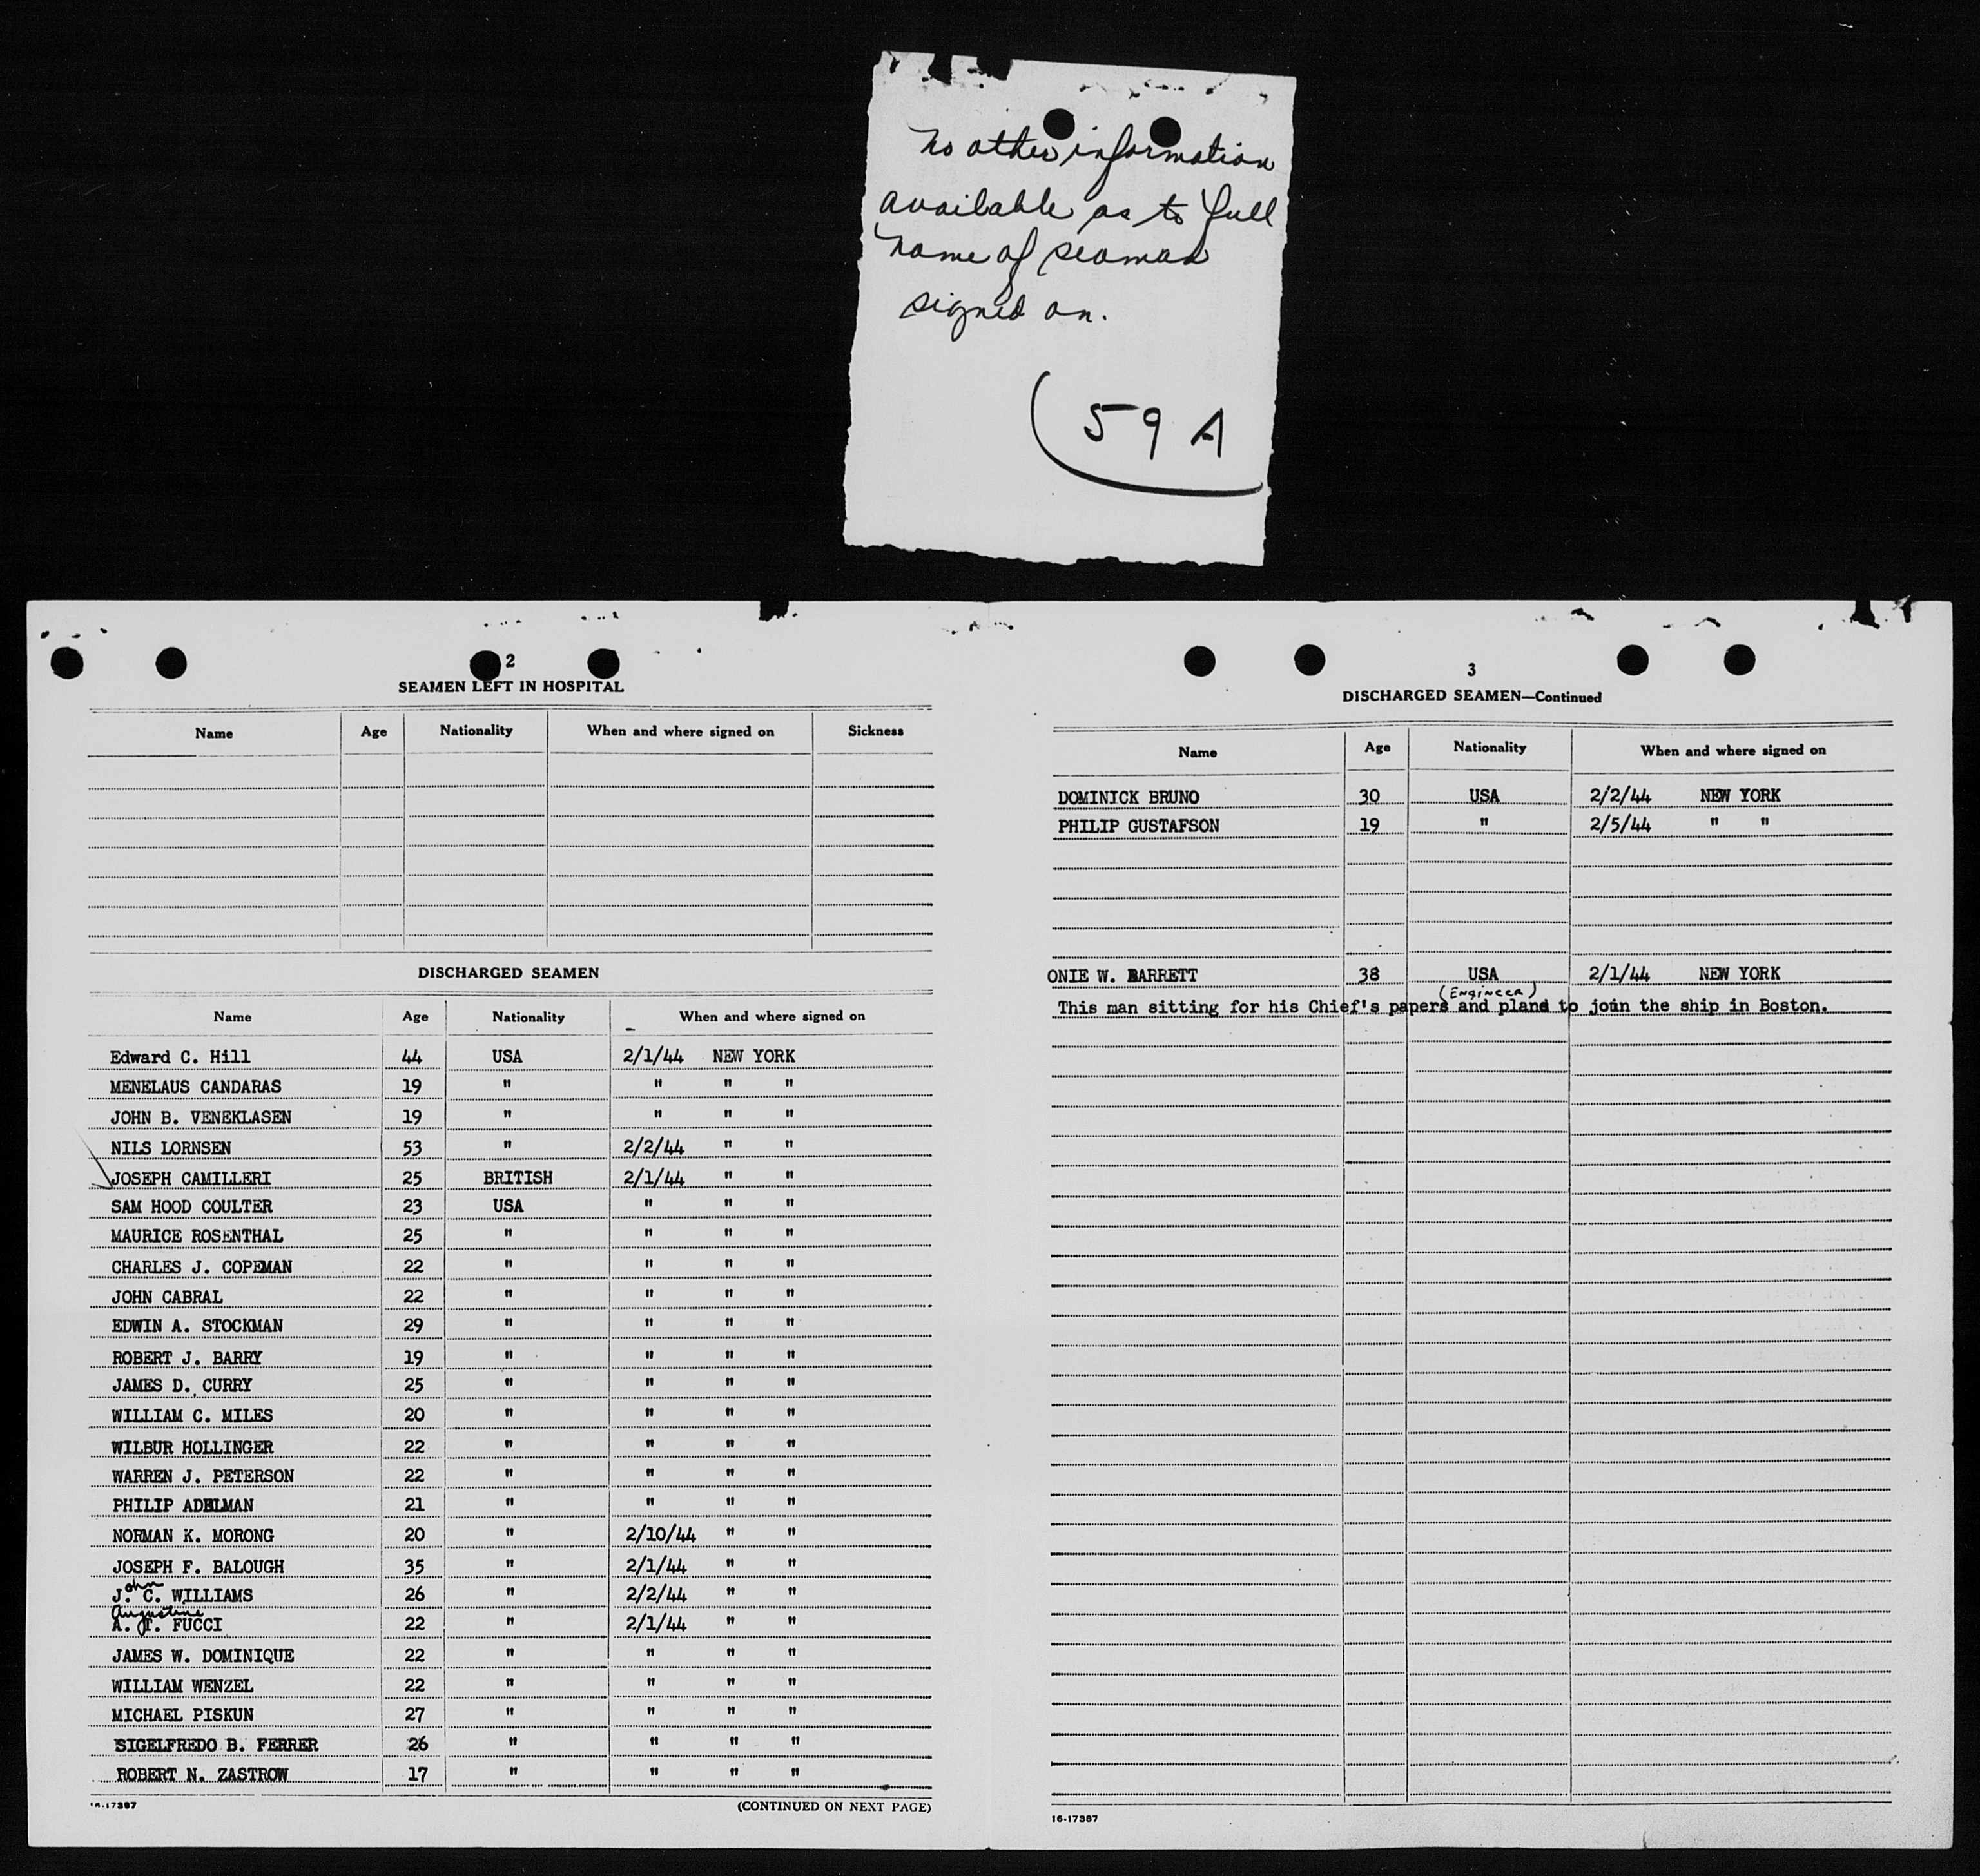 No other information
available as to full
name of seaman
signed on.
59 A
2
SEAMEN LEFT IN HOSPITAL
Name Age Nationality When and where signed on Sickness
DISCHARGED SEAMEN
Name Age Nationality When and where signed on
Edward C. Hill 44 USA 2/1/44 NEW YORK
MENELAUS CANDARAS 19 " " " "
JOHN B. VENEKLASEN 19 " " " "
NILS LORNSEN 53 " 2/2/44 " "
JOSEPH CAMILLERI 25 BRITISH 2/1/44 " "
SAM HOOD COULTER 23 USA " " "
MAURICE ROSENTHAL 25 " " " "
CHARLES J. COPEMAN 22 " " " "
JOHN CABRAL 22 " " " "
EDWIN A. STOCKMAN 29 " " " "
ROBERT J. BARRY 19 " " " "
JAMES D. CURRY 25 " " " "
WILLIAM C. MILES 20 " " " "
WILBUR HOLLINGER 22 " " " "
WARREN J. PETERSON 22 " " " "
PHILIP ADELMAN 21 " " " "
NORMAN K. MORONG 20 " 2/10/44 " "
JOSEPH F. BALOUGH 35 " 2/1/44 " "
ohn
J. C. WILLIAMS 26 " 2/2/44 " "
Augustine
A. T. FUCCI 22 " 2/1/44 " "
JAMES W. DOMINIQUE 22 " " " "
WILLIAM WENZEL 22 " " " "
MICHAEL PISKUN 27 " " " "
SIGELFREDO B. FERRER 26 " " " "
ROBERT N. ZASTROW 17 " " " "
16-17387 (CONTINUED ON NEXT PAGE)
3
DISCHARGED SEAMEN—Continued
Name Age Nationality When and where signed on
DOMINICK BRUNO 30 USA 2/2/44 NEW YORK
PHILIP GUSTAFSON 19 " 2/5/44 " "
ONIE W. BARRETT 38 USA 2/1/44 NEW YORK
(Engineer)
This man sitting for his Chief's papers and plans to join the ship in Boston.
16-17387